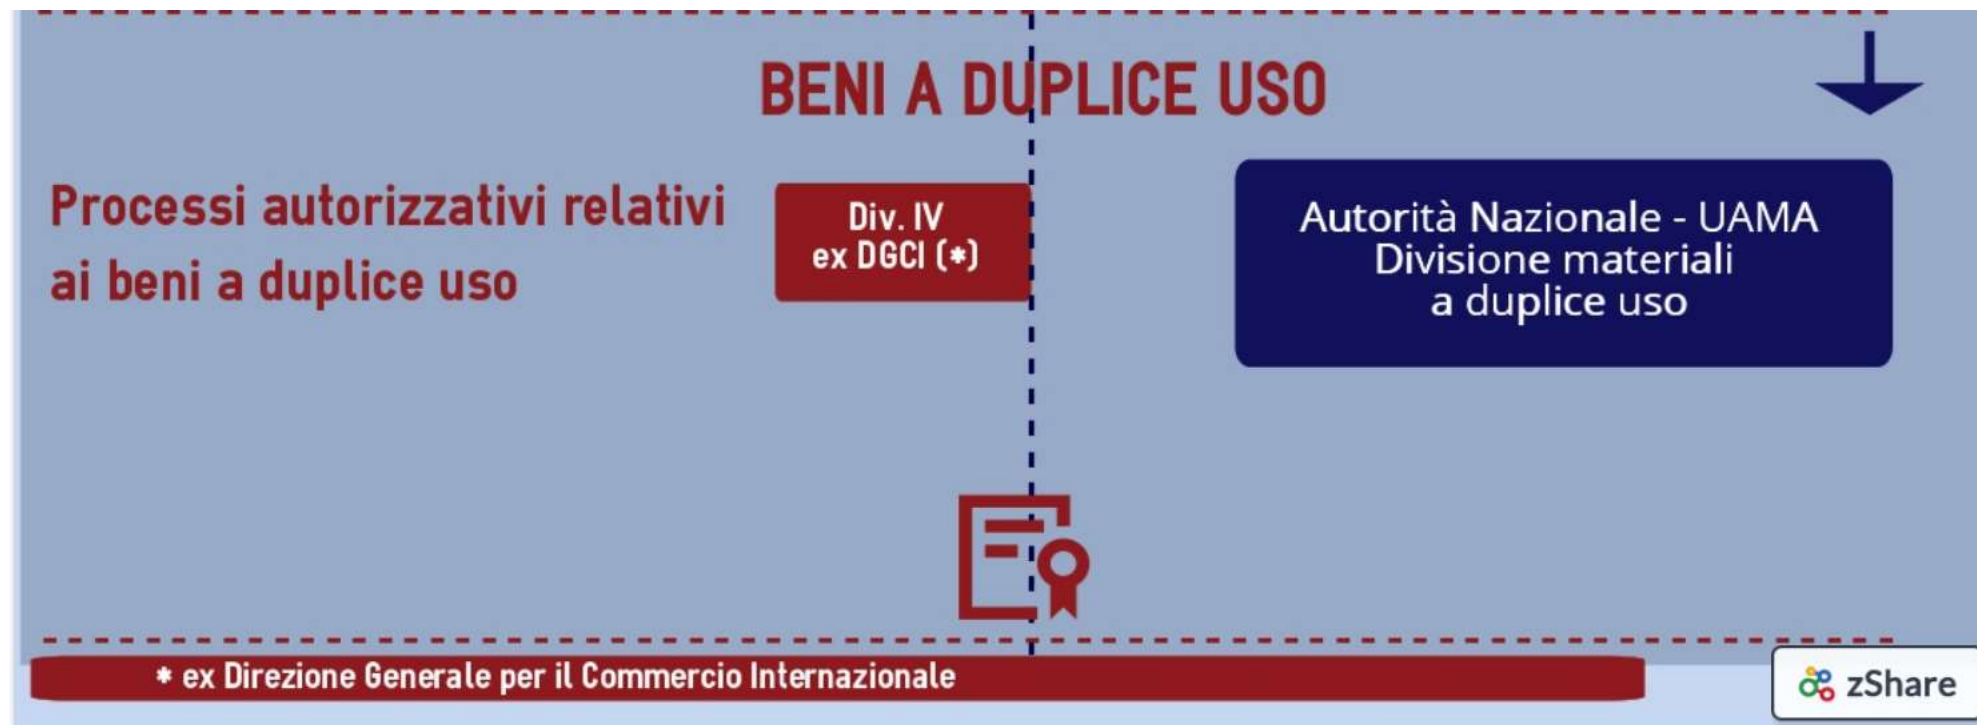 BENI A DUPLICE USO
Processi autorizzativi relativi
ai beni a duplice uso
Div. IV
ex DGCI (*)
Autorità Nazionale - UAMA
Divisione materiali
a duplice uso
* ex Direzione Generale per il Commercio Internazionale
zShare